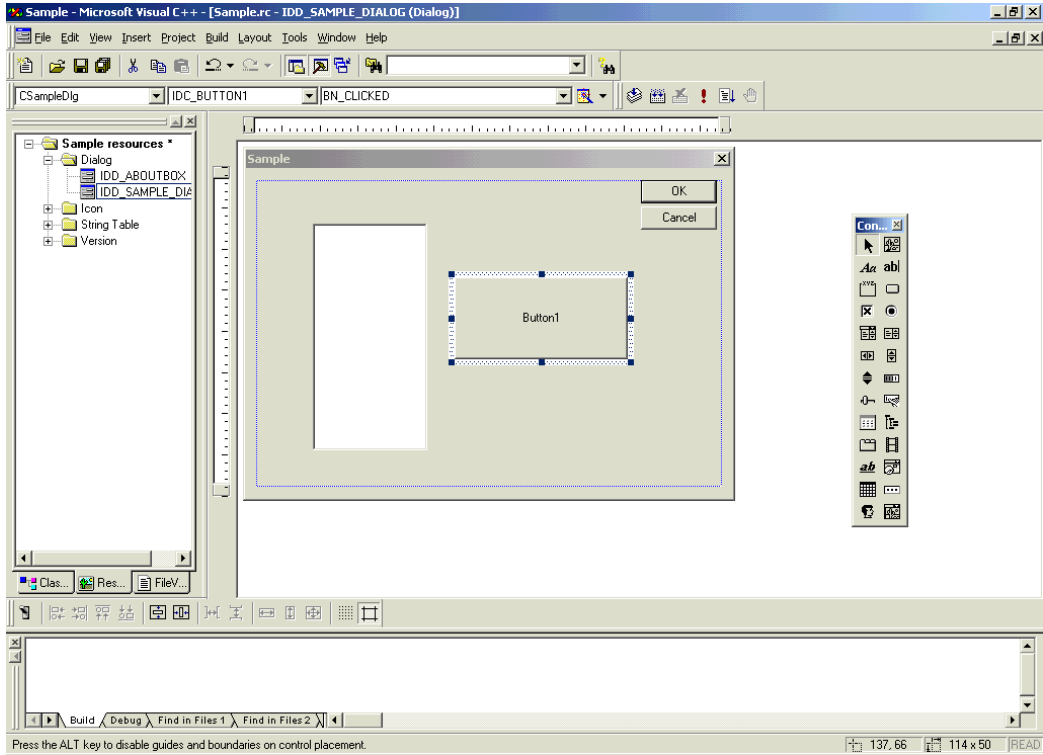 Sample - Microsoft Visual C++ - [Sample.rc - IDD_SAMPLE_DIALOG (Dialog)]
File Edit View Insert Project Build Layout Tools Window Help
CSampleDlg IDC_BUTTON1 BN_CLICKED
Sample resources *
Dialog
IDD_ABOUTBOX
IDD_SAMPLE_DIA
Icon
String Table
Version
Sample
OK
Cancel
Button1
Con...
Aa ab|
ab
Clas... Res... FileV...
Build Debug Find in Files 1 Find in Files 2
Press the ALT key to disable guides and boundaries on control placement. 137, 66 114 x 50 READ